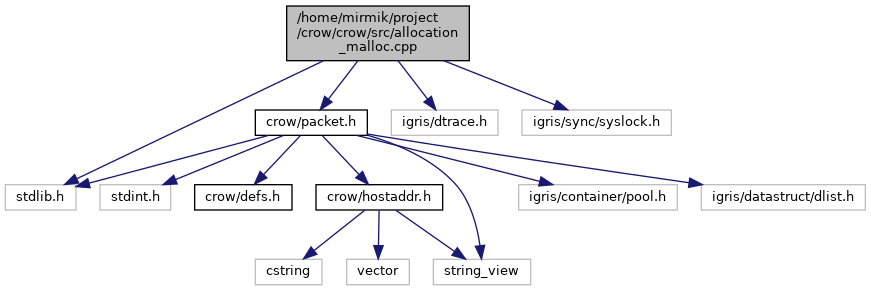 /home/mirmik/project
/crow/crow/src/allocation
_malloc.cpp
crow/packet.h
igris/dtrace.h
igris/sync/syslock.h
stdlib.h
stdint.h
crow/defs.h
crow/hostaddr.h
igris/container/pool.h
igris/datastruct/dlist.h
cstring
vector
string_view